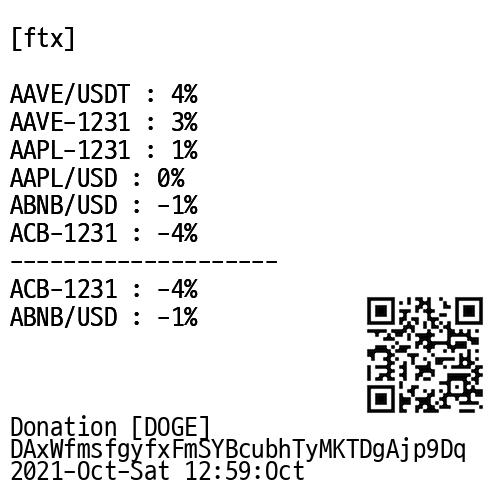 [ftx]
AAVE/USDT : 4%
AAVE-1231 : 3%
AAPL-1231 : 1%
AAPL/USD : 0%
ABNB/USD : -1%
ACB-1231 : -4%
--------------------
ACB-1231 : -4%
ABNB/USD : -1%
Donation [DOGE]
DAxWfmsfgyfxFmSYBcubhTyMKTDgAjp9Dq
2021-Oct-Sat 12:59:Oct